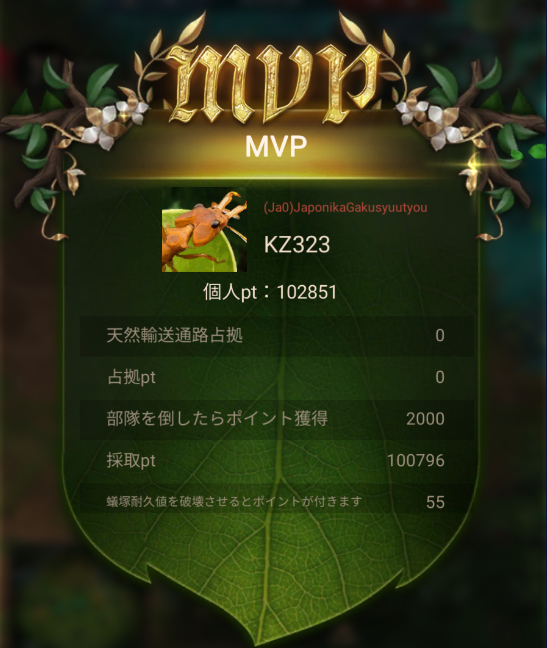 mvp
MVP
(Ja0)JaponikaGakusyuutyou
KZ323
個人pt：102851
天然輸送通路占拠 0
占拠pt 0
部隊を倒したらポイント獲得 2000
採取pt 100796
蟻塚耐久値を破壊させるとポイントが付きます 55